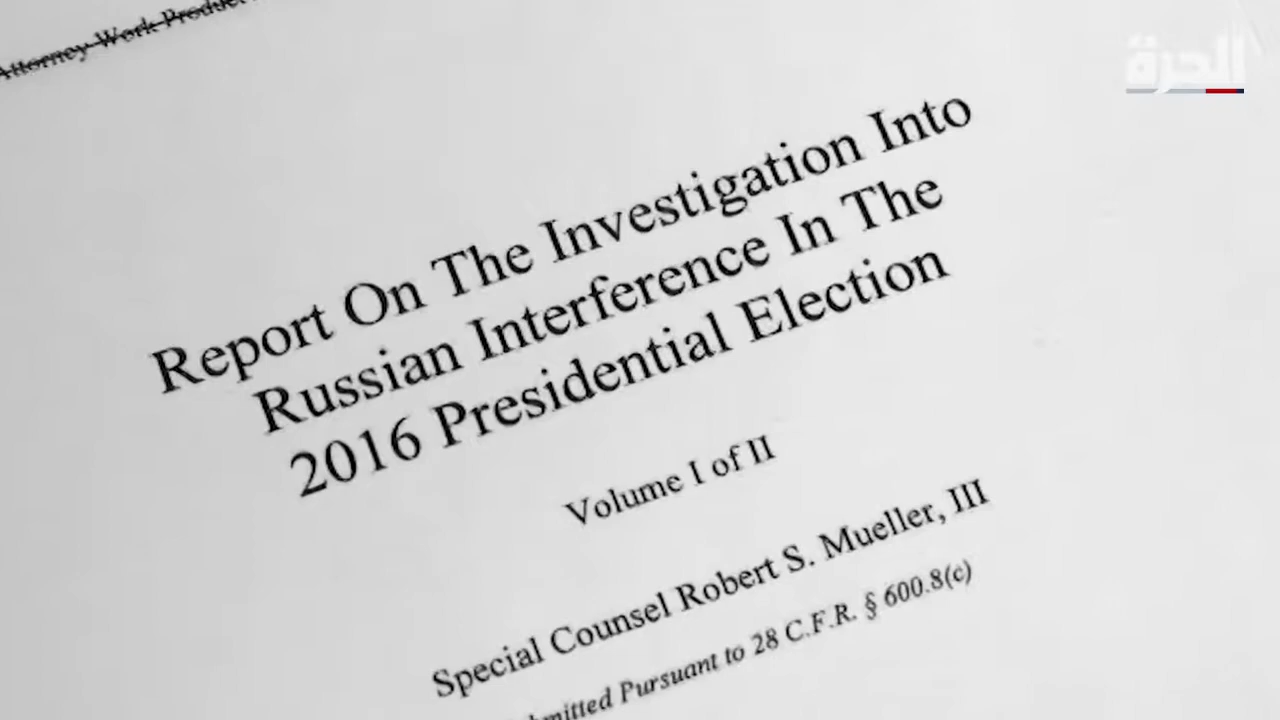 Attorney Work Product
الحرة
Report On The Investigation Into
Russian Interference In The
2016 Presidential Election
Volume I of II
Special Counsel Robert S. Mueller, III
Pursuant to 28 C.F.R. § 600.8(c)